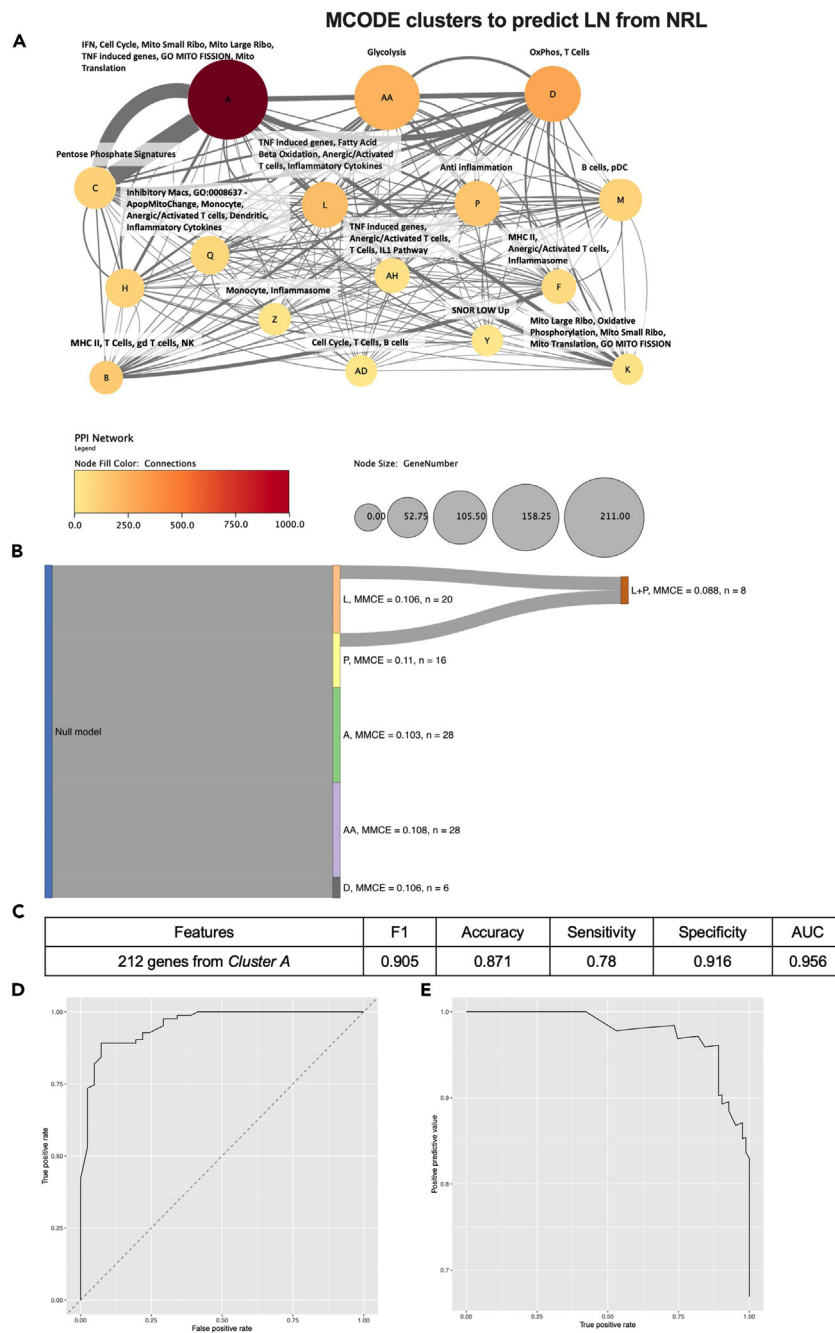 MCODE clusters to predict LN from NRL
A
IFN, Cell Cycle, Mito Small Ribo, Mito Large Ribo,
TNF induced genes, GO MITO FISSION, Mito
Translation
Glycolysis
OxPhos, T Cells
A
AA
D
TNF induced genes, Fatty Acid
Beta Oxidation, Anergic/Activated
T cells, Inflammatory Cytokines
Pentose Phosphate Signatures
Anti inflammation
B cells, pDC
C
Inhibitory Macs, GO:0008637 -
ApopMitoChange, Monocyte,
Anergic/Activated T cells, Dendritic,
Inflammatory Cytokines
L
P
M
TNF induced genes,
Anergic/Activated T cells,
T Cells, IL1 Pathway
MHC II,
Anergic/Activated T cells,
Inflammasome
Q
H
AH
F
Monocyte, Inflammasome
SNOR LOW Up
Z
Mito Large Ribo, Oxidative
Phosphorylation, Mito Small Ribo,
Mito Translation, GO MITO FISSION
MHC II, T Cells, gd T cells, NK
Cell Cycle, T Cells, B cells
Y
B
AD
K
PPI Network
Legend
Node Fill Color: Connections
0.0
250.0
500.0
750.0
1000.0
Node Size: GeneNumber
0.00
52.75
105.50
158.25
211.00
B
L+P, MMCE = 0.088, n = 8
L, MMCE = 0.106, n = 20
P, MMCE = 0.11, n = 16
Null model
A, MMCE = 0.103, n = 28
AA, MMCE = 0.108, n = 28
D, MMCE = 0.106, n = 6
C
Features F1 Accuracy Sensitivity Specificity AUC
212 genes from Cluster A 0.905 0.871 0.78 0.916 0.956
D
1.00
0.75
0.50
0.25
0.00
True positive rate
0.00 0.25 0.50 0.75 1.00
False positive rate
E
1.0
0.9
0.8
0.7
Positive predictive value
0.00 0.25 0.50 0.75 1.00
True positive rate